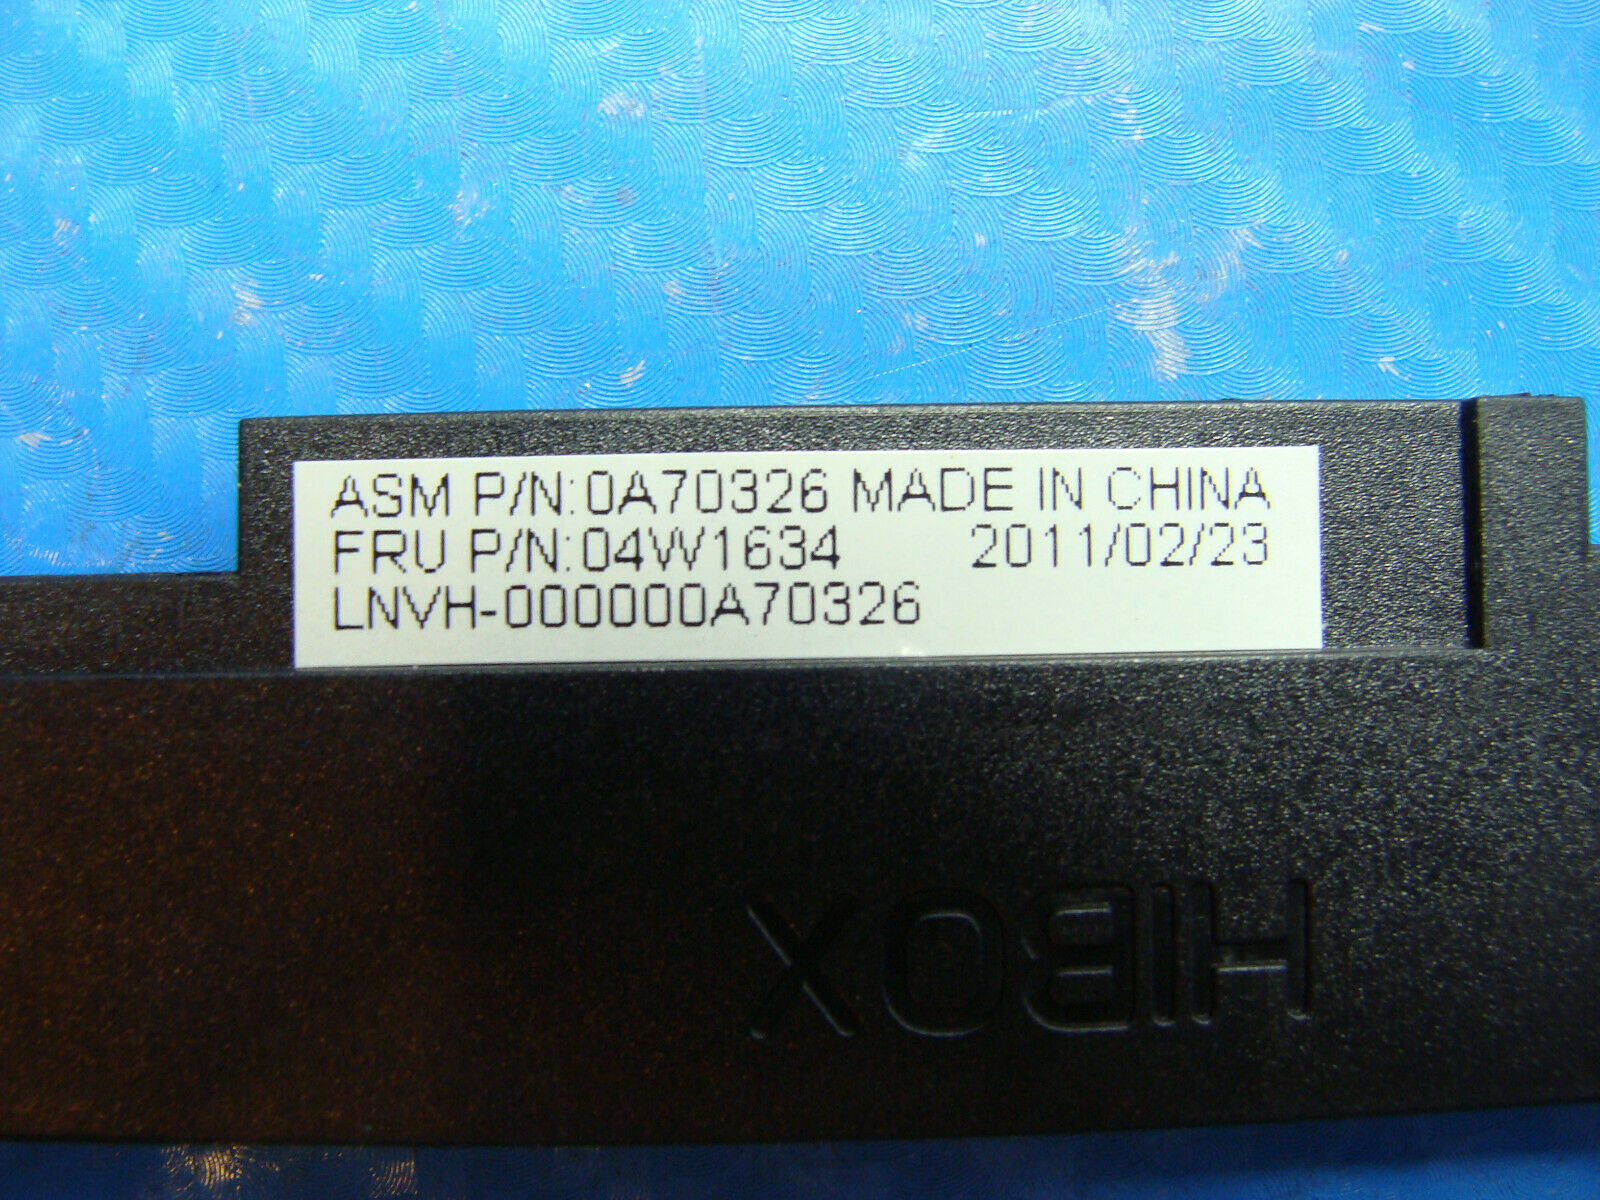 ASM P/N:0A70326 MADE IN CHINA
FRU P/N:04W1634 2011/02/23
LNVH-000000A70326
HIBOX